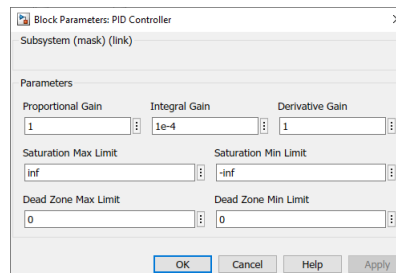 Block Parameters: PID Controller
Subsystem (mask) (link)
Parameters
Proportional Gain Integral Gain Derivative Gain
1 1e-4 1
Saturation Max Limit Saturation Min Limit
inf -inf
Dead Zone Max Limit Dead Zone Min Limit
0 0
OK Cancel Help Apply